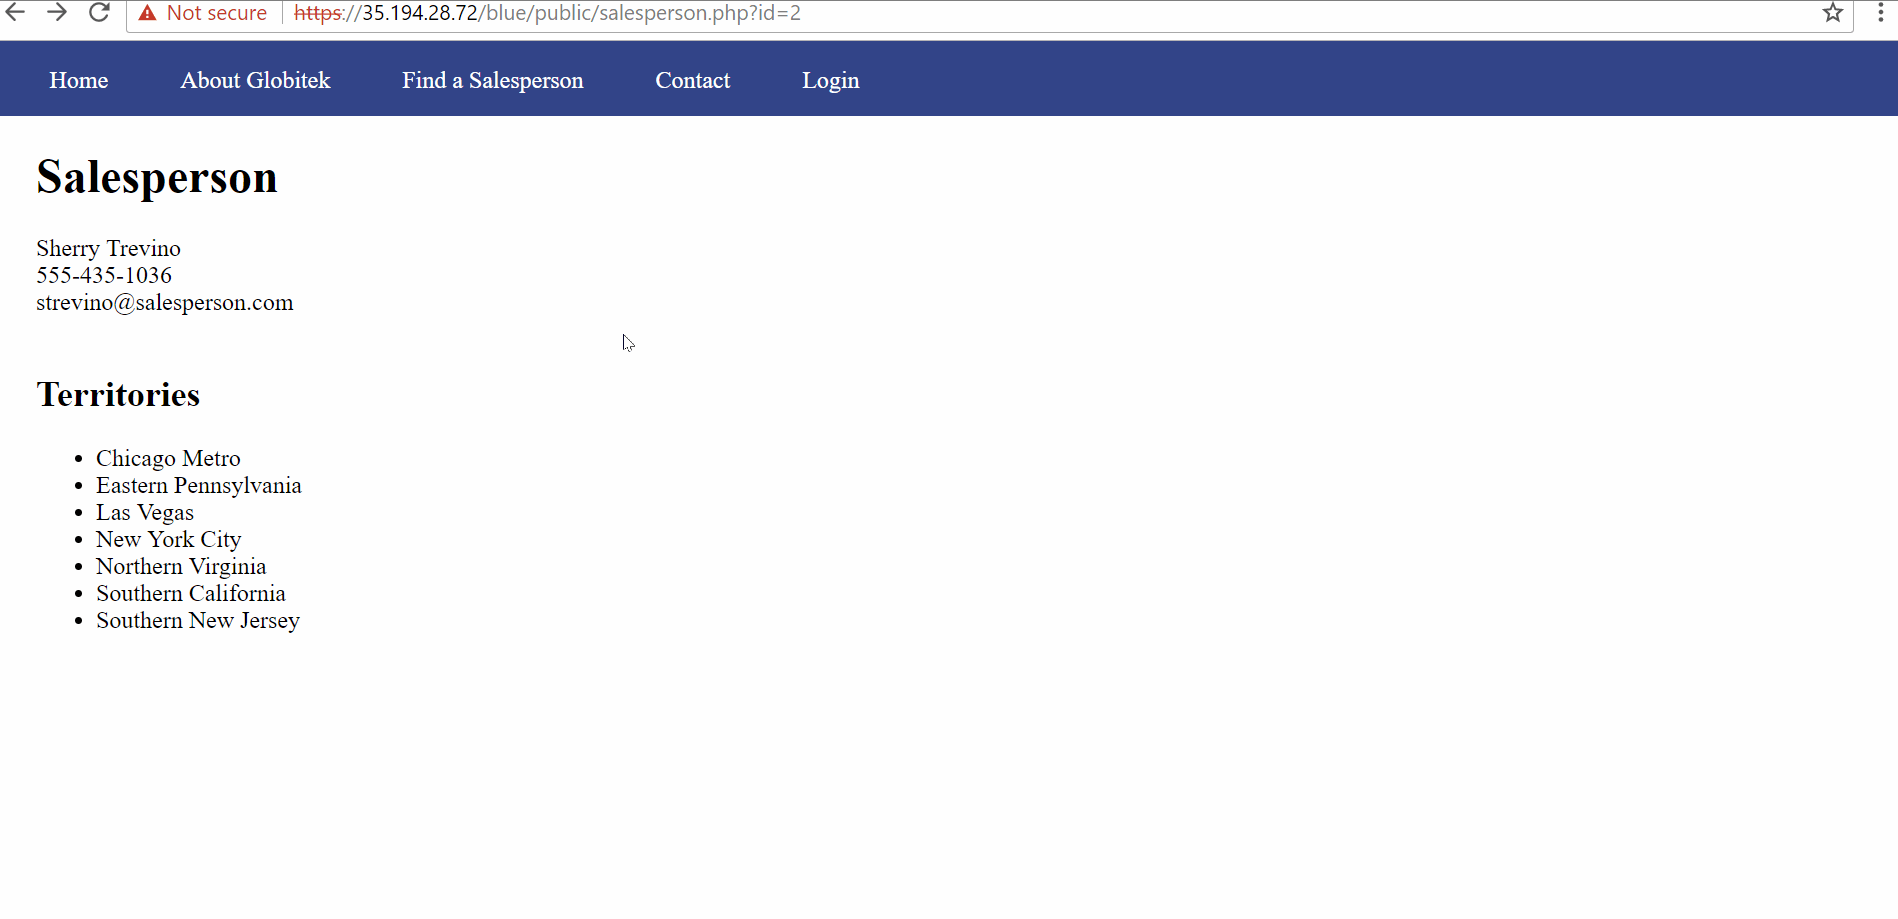 Not secure https://35.194.28.72/blue/public/salesperson.php?id=2
Home About Globitek Find a Salesperson Contact Login
Salesperson
Sherry Trevino
555-435-1036
strevino@salesperson.com
Territories
Chicago Metro
Eastern Pennsylvania
Las Vegas
New York City
Northern Virginia
Southern California
Southern New Jersey